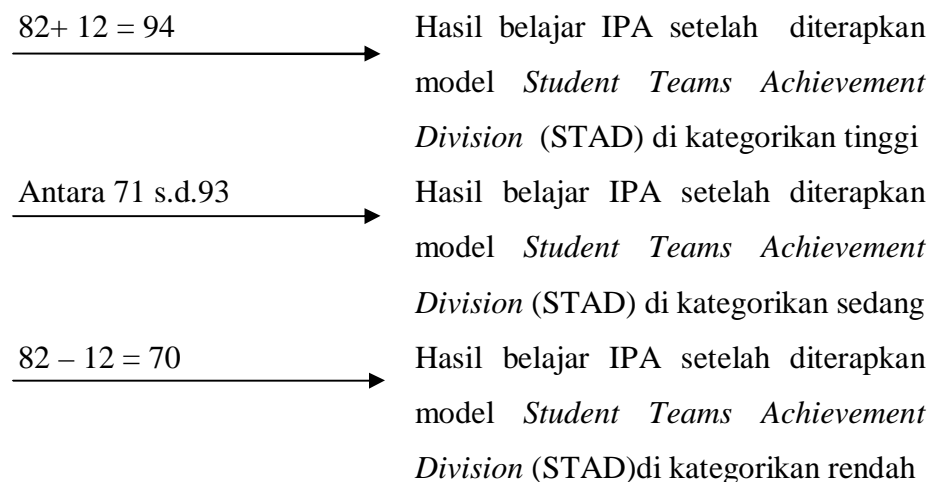 82+ 12 = 94 Hasil belajar IPA setelah diterapkan
model Student Teams Achievement
Division (STAD) di kategorikan tinggi
Antara 71 s.d.93 Hasil belajar IPA setelah diterapkan
model Student Teams Achievement
Division (STAD) di kategorikan sedang
82 – 12 = 70 Hasil belajar IPA setelah diterapkan
model Student Teams Achievement
Division (STAD)di kategorikan rendah